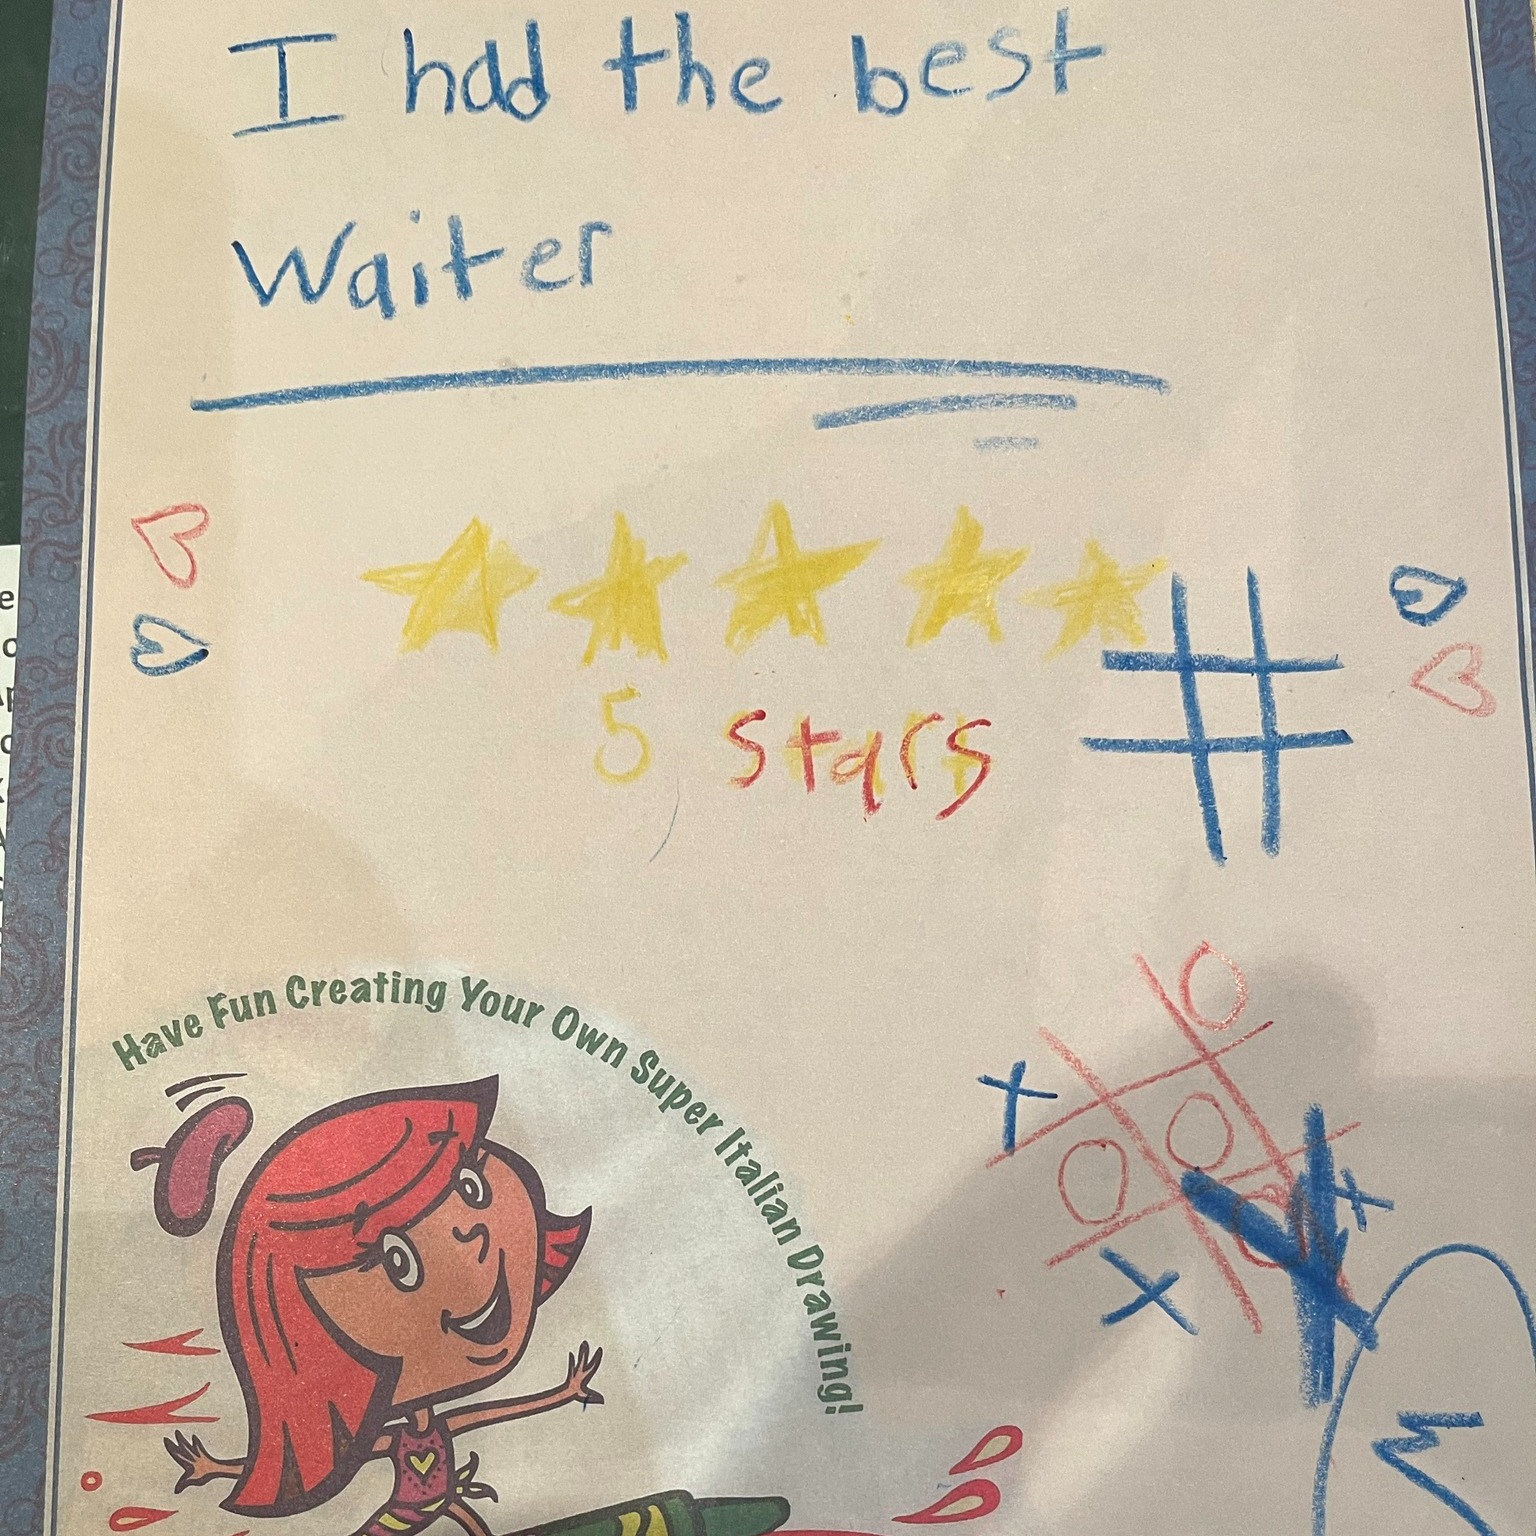 I had the best
Waiter
5 Stars
Have Fun Creating Your Own Super Italian Drawing!